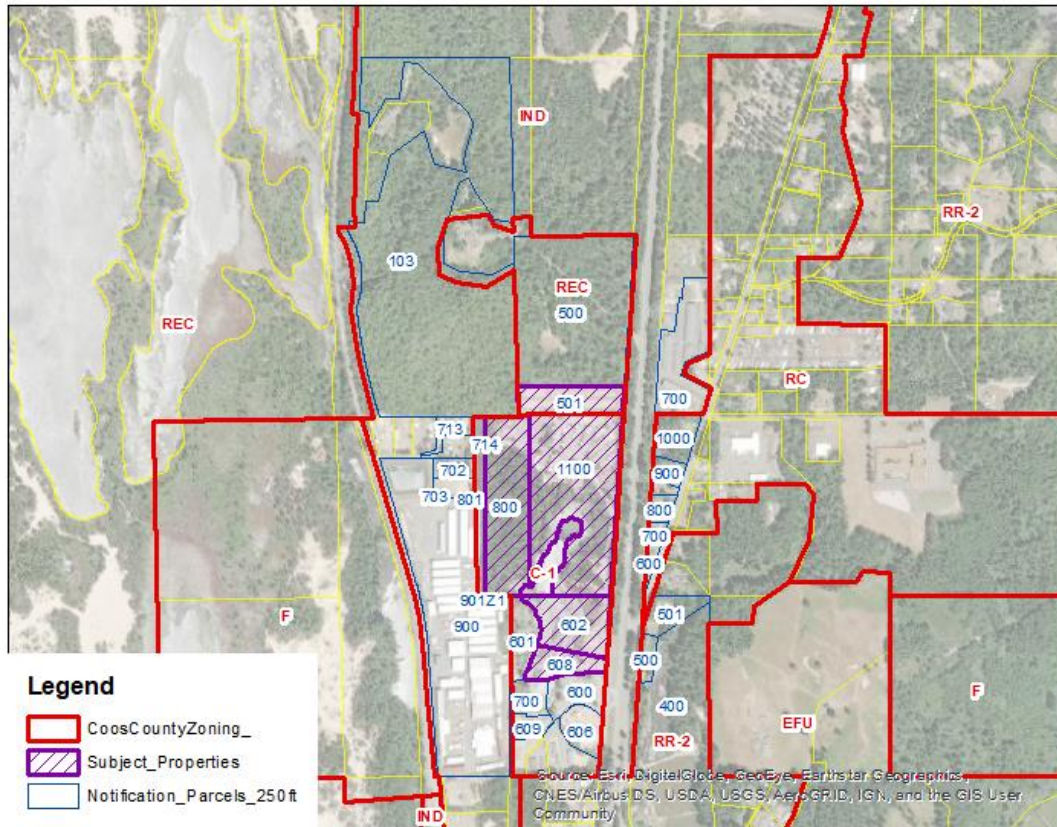 IND
RR-2
103
REC
500
REC
RC
501
700
713
714
1000
702
1100
900
703
801
800
800
700
C-1
600
901Z1
501
F
900
601
602
608
500
700
600
400
F
609
606
RR-2
EFU
IND
Legend
CoosCountyZoning_
Subject_Properties
Notification_Parcels_250ft
Source: Esri, DigitalGlobe, GeoEye, Earthstar Geographics,
CNES/Airbus DS, USDA, USGS, AeroGRID, IGN, and the GIS User
Community